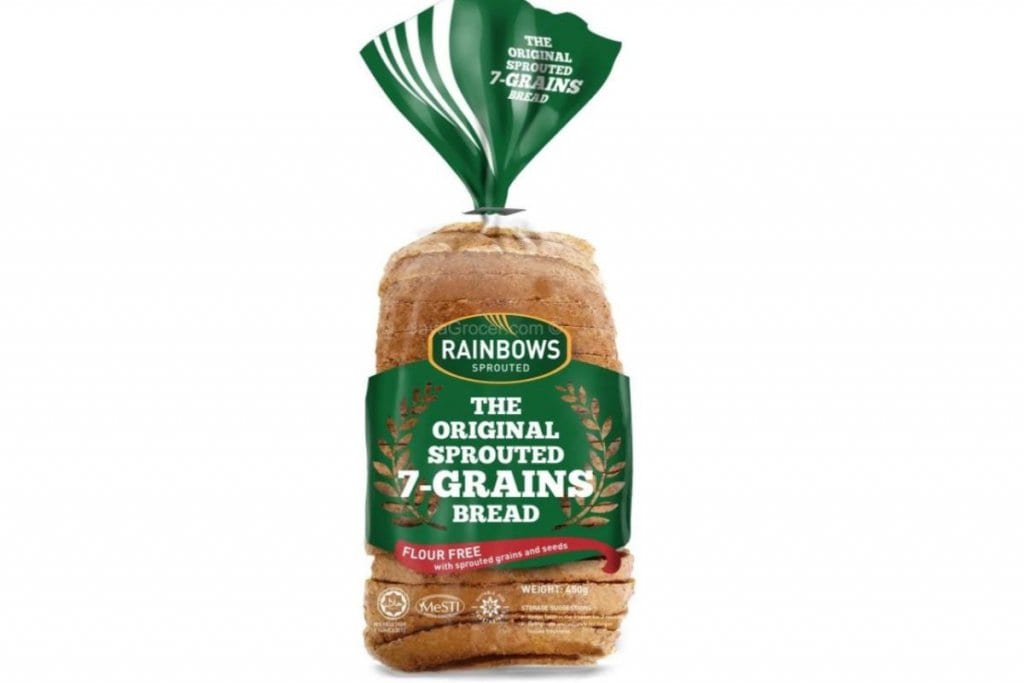 THE
ORIGINAL
SPROUTED
7-GRAINS
BREAD
RAINBOWS
SPROUTED
THE
ORIGINAL
SPROUTED
7-GRAINS
BREAD
FLOUR FREE
with sprouted grains and seeds
WEIGHT: 450g
MeSTI
STORAGE SUGGESTIONS